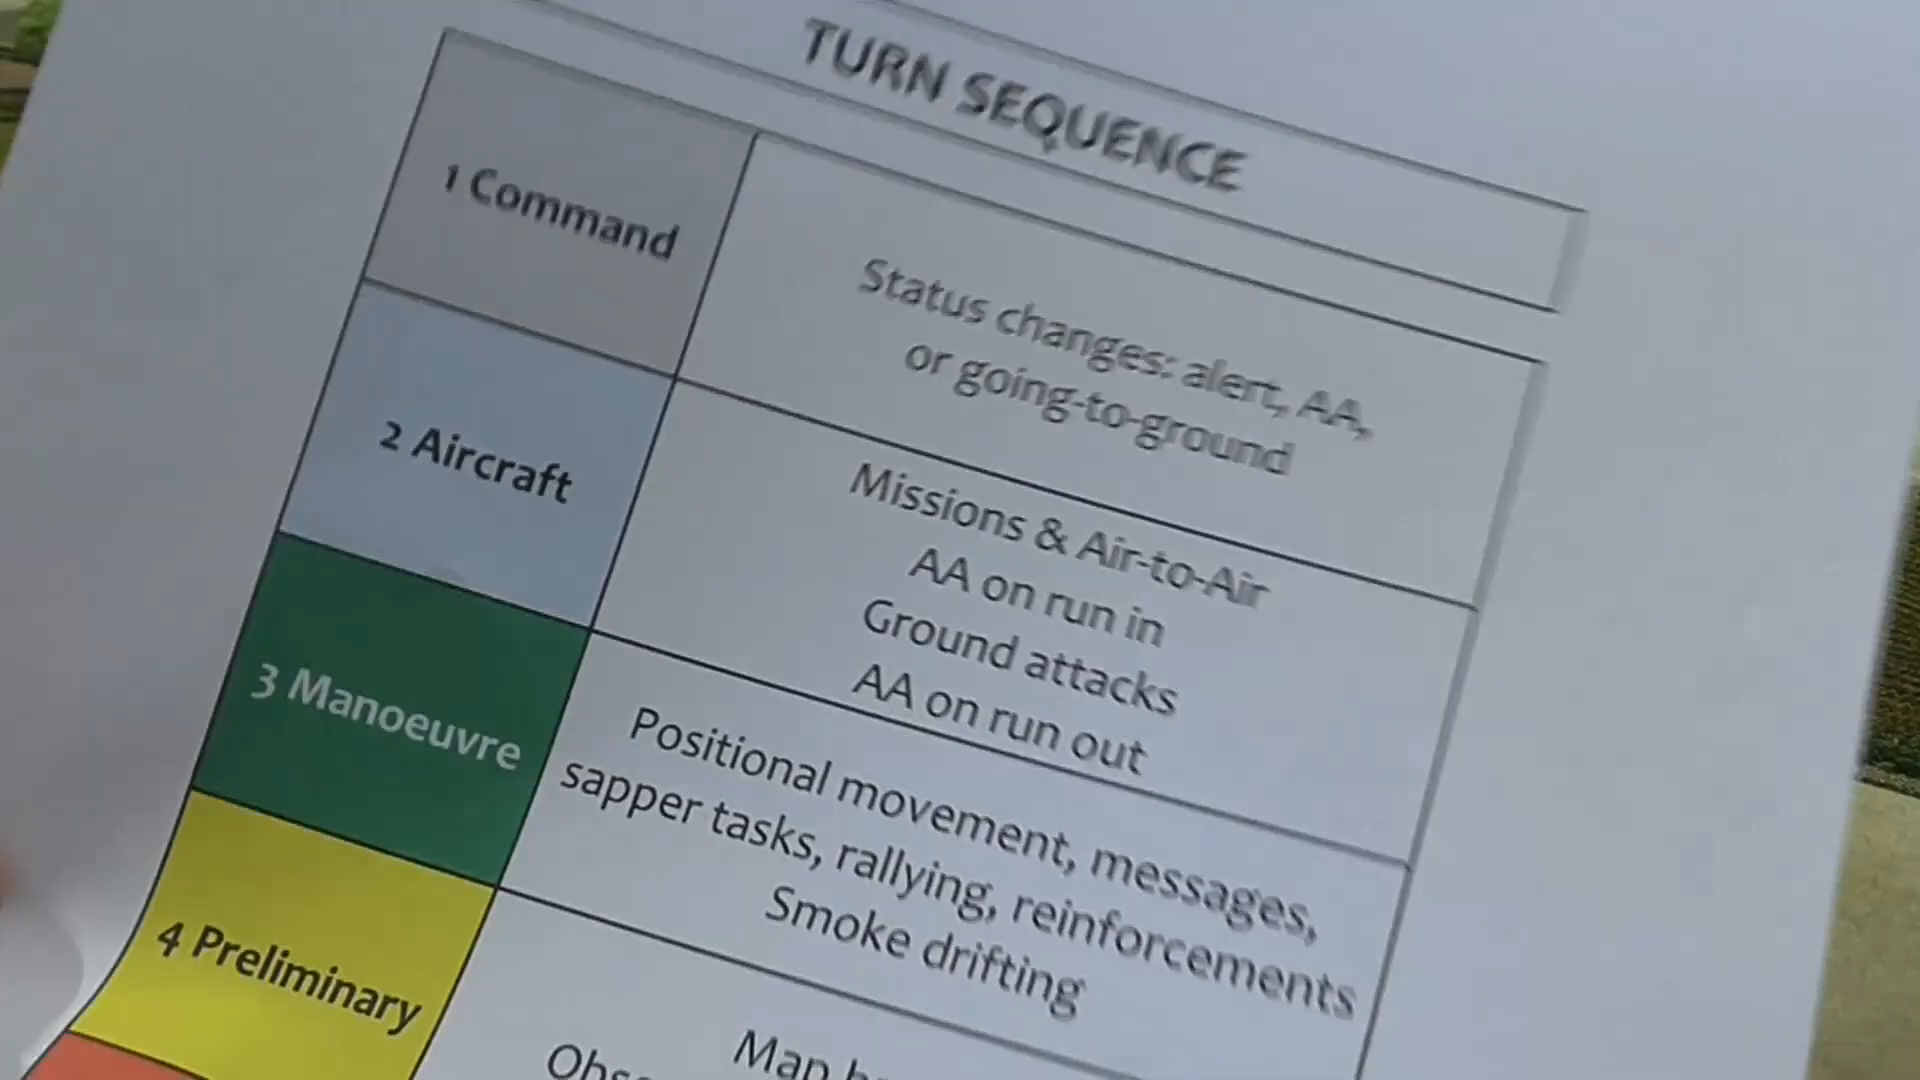 TURN SEQUENCE
1 Command
Status changes: alert, AA,
or going-to-ground
2 Aircraft
Missions & Air-to-Air
AA on run in
Ground attacks
AA on run out
3 Manoeuvre
Positional movement, messages,
sapper tasks, rallying, reinforcements
Smoke drifting
4 Preliminary
Map